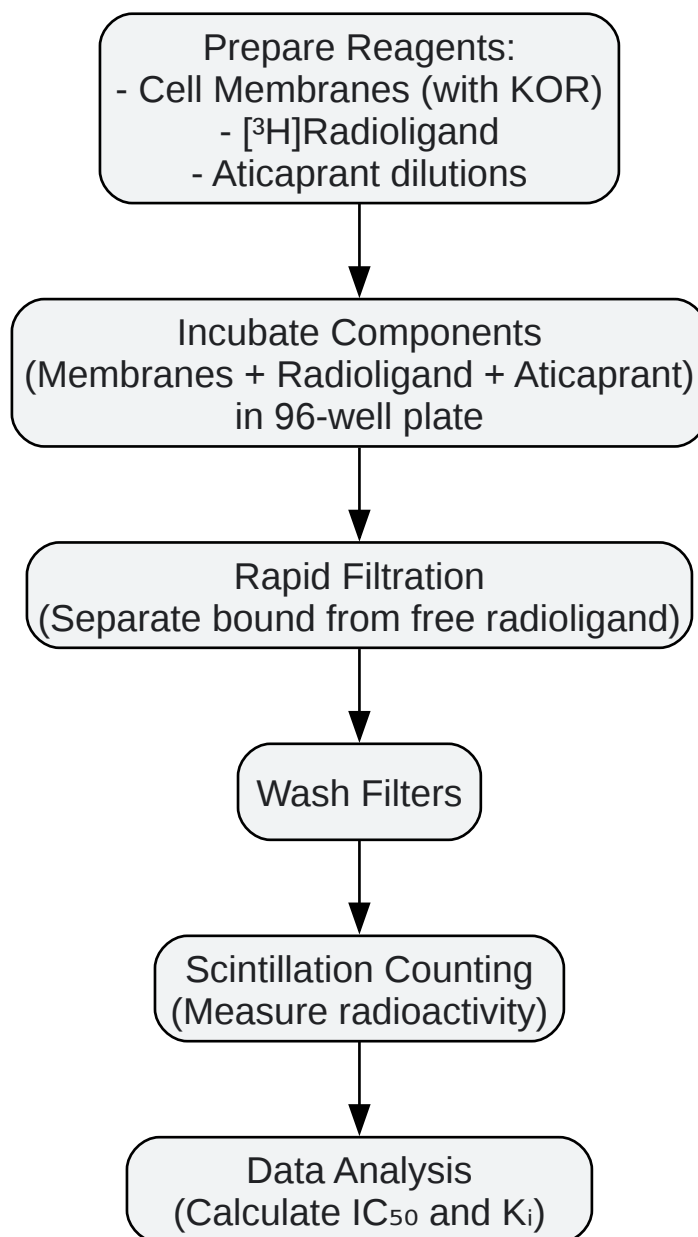 Prepare Reagents:
- Cell Membranes (with KOR)
- [³H]Radioligand
- Aticaprant dilutions
Incubate Components
(Membranes + Radioligand + Aticaprant)
in 96-well plate
Rapid Filtration
(Separate bound from free radioligand)
Wash Filters
Scintillation Counting
(Measure radioactivity)
Data Analysis
(Calculate IC₅₀ and Kᵢ)